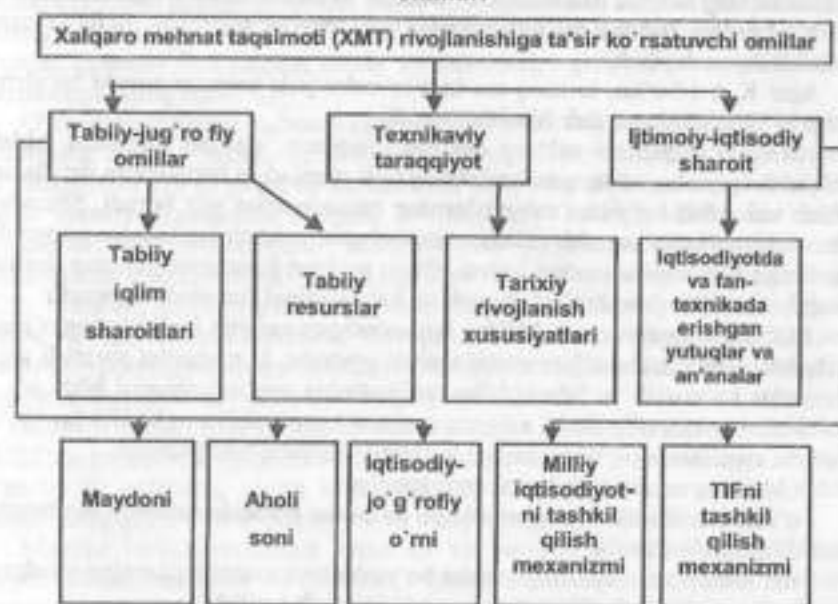 Xalqaro mehnat taqsimoti (XMT) rivojlanishiga ta'sir ko`rsatuvchi omillar
Tabiiy-jug`ro fiy
omillar
Texnikaviy
taraqqiyot
Ijtimoiy-iqtisodiy
sharoit
Tabiiy
iqlim
sharoitlari
Tabiiy
resurslar
Tarixiy
rivojlanish
xususiyatlari
Iqtisodiyotda
va fan-
texnikada
erishgan
yutuqlar va
an'analar
Maydoni
Aholi
soni
Iqtisodiy-
jo`g`rofiy
o`rni
Milliy
Iqtisodiyot-
ni tashkil
qilish
mexanizmi
TIFni
tashkil
qilish
mexanizmi